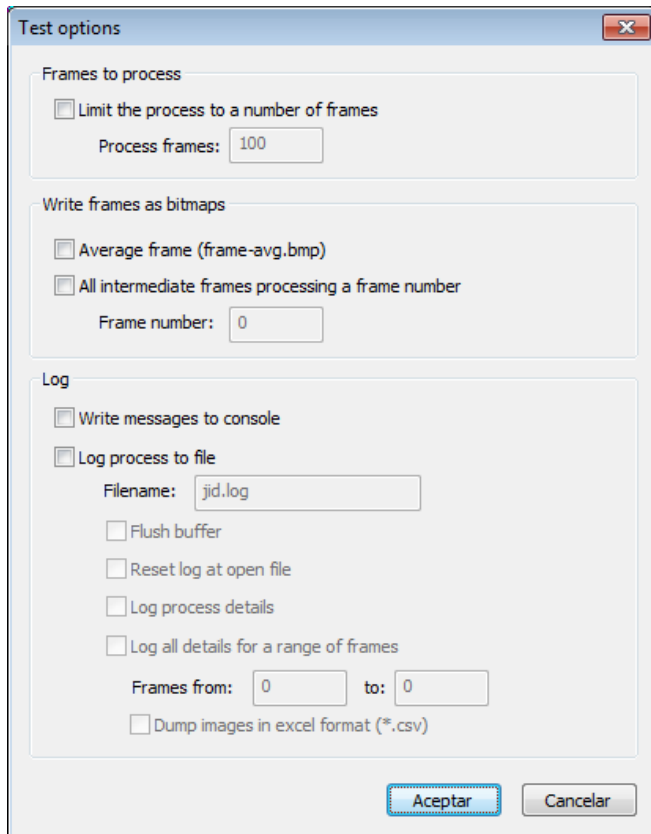 Test options
Frames to process
Limit the process to a number of frames
Process frames: 100
Write frames as bitmaps
Average frame (frame-avg.bmp)
All intermediate frames processing a frame number
Frame number: 0
Log
Write messages to console
Log process to file
Filename: jid.log
Flush buffer
Reset log at open file
Log process details
Log all details for a range of frames
Frames from: 0 to: 0
Dump images in excel format (*.csv)
Aceptar Cancelar